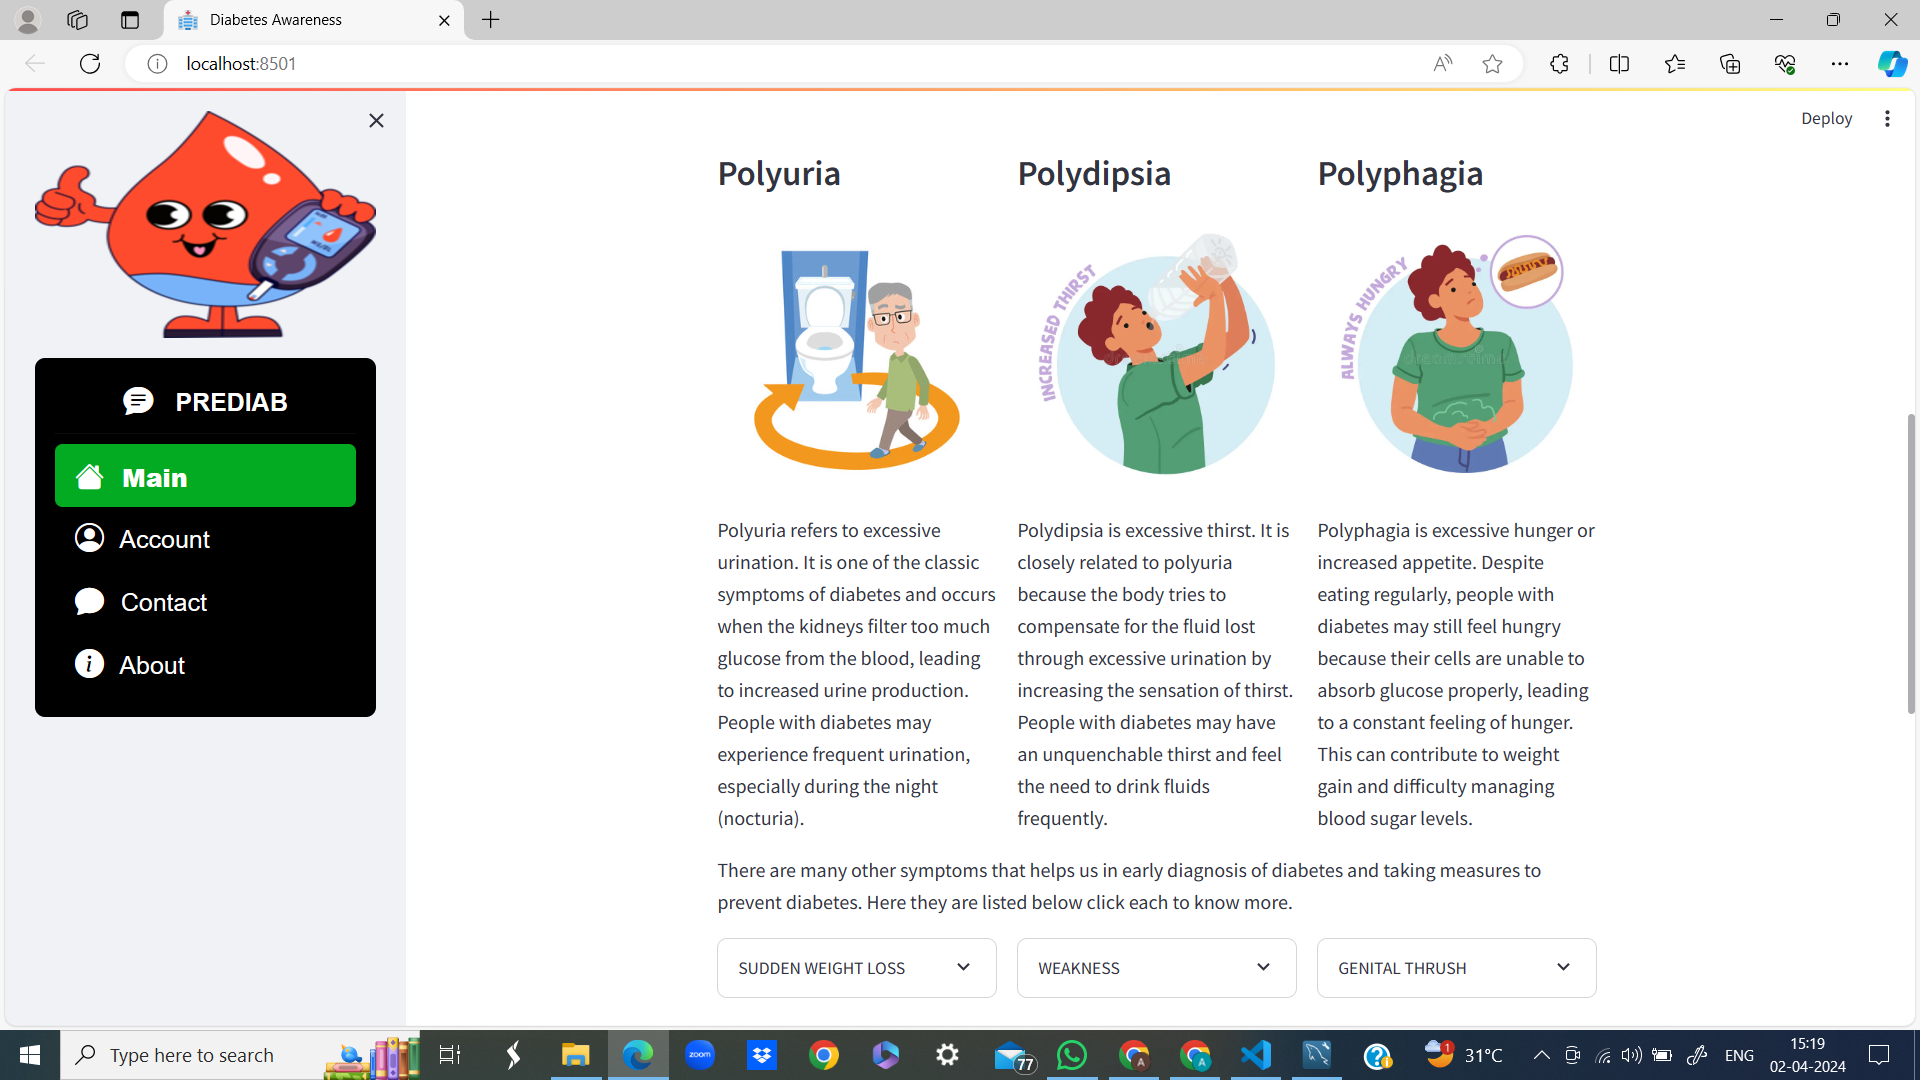 Diabetes Awareness
localhost:8501
Deploy
PREDIAB
Main
Account
Contact
About
Polyuria
Polydipsia
Polyphagia
INCREASED THIRST
ALWAYS HUNGRY
Polyuria refers to excessive
urination. It is one of the classic
symptoms of diabetes and occurs
when the kidneys filter too much
glucose from the blood, leading
to increased urine production.
People with diabetes may
experience frequent urination,
especially during the night
(nocturia).
Polydipsia is excessive thirst. It is
closely related to polyuria
because the body tries to
compensate for the fluid lost
through excessive urination by
increasing the sensation of thirst.
People with diabetes may have
an unquenchable thirst and feel
the need to drink fluids
frequently.
Polyphagia is excessive hunger or
increased appetite. Despite
eating regularly, people with
diabetes may still feel hungry
because their cells are unable to
absorb glucose properly, leading
to a constant feeling of hunger.
This can contribute to weight
gain and difficulty managing
blood sugar levels.
There are many other symptoms that helps us in early diagnosis of diabetes and taking measures to
prevent diabetes. Here they are listed below click each to know more.
SUDDEN WEIGHT LOSS
WEAKNESS
GENITAL THRUSH
Type here to search
zoom
77
A
A
1
31°C
ENG
15:19
02-04-2024